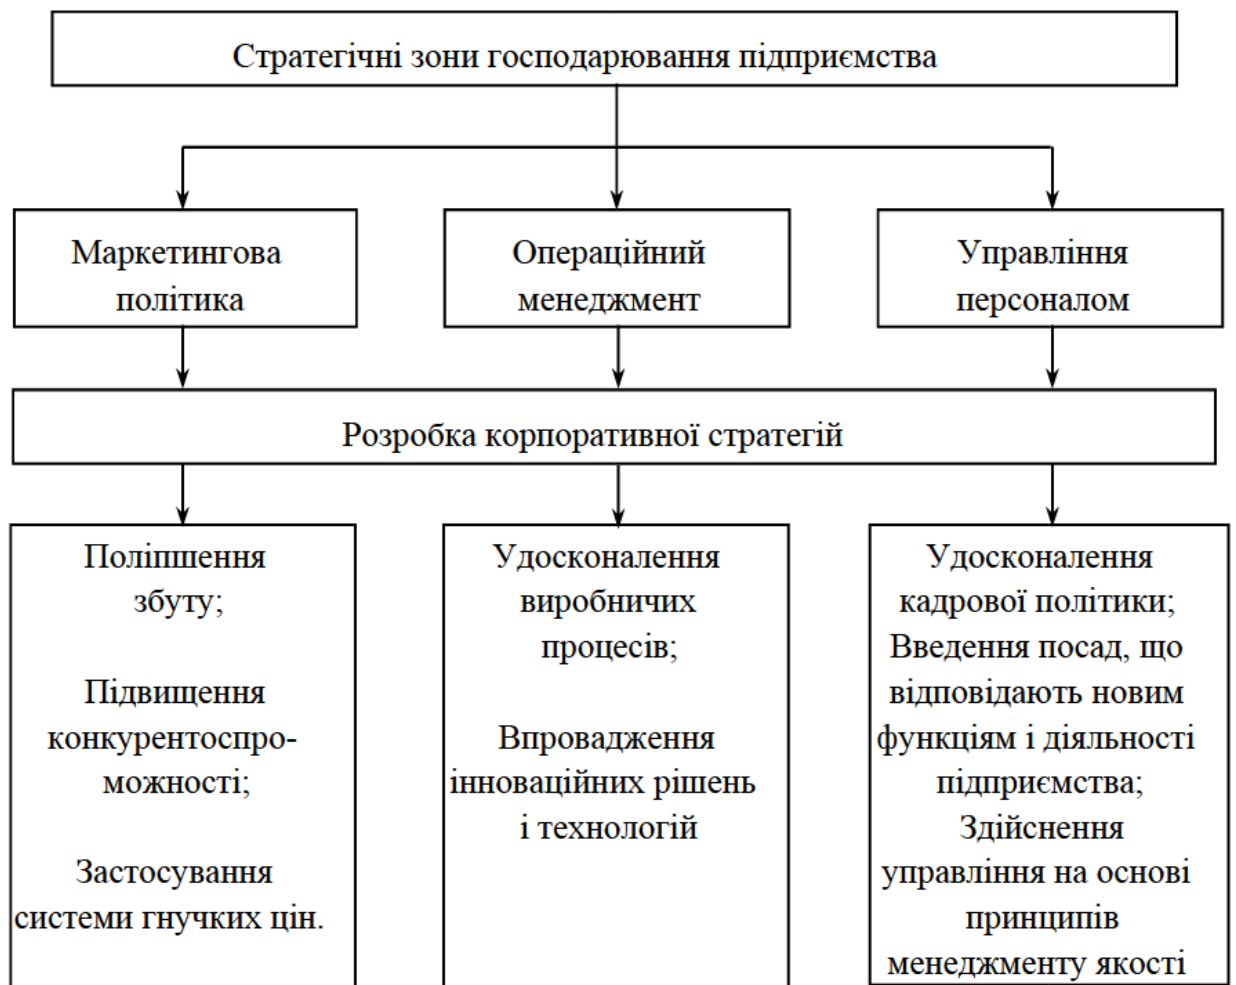 Стратегічні зони господарювання підприємства
Маркетингова
політика
Операційний
менеджмент
Управління
персоналом
Розробка корпоративної стратегій
Поліпшення
збуту;
Підвищення
конкурентоспро-
можності;
Застосування
системи гнучких цін.
Удосконалення
виробничих
процесів;
Впровадження
інноваційних рішень
і технологій
Удосконалення
кадрової політики;
Введення посад, що
відповідають новим
функціям і діяльності
підприємства;
Здійснення
управління на основі
принципів
менеджменту якості